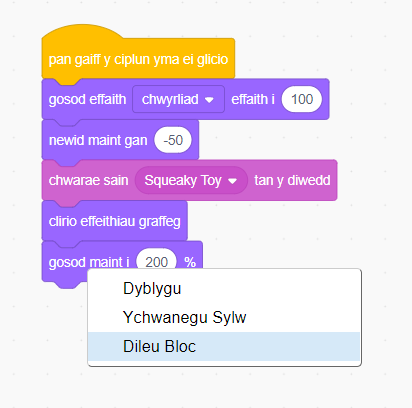 pan gaiff y ciplun yma ei glicio
gosod effaith chwyrliad effaith i 100
newid maint gan -50
chwarae sain Squeaky Toy tan y diwedd
clirio effeithiau graffeg
gosod maint i 200 %
Dyblygu
Ychwanegu Sylw
Dileu Bloc